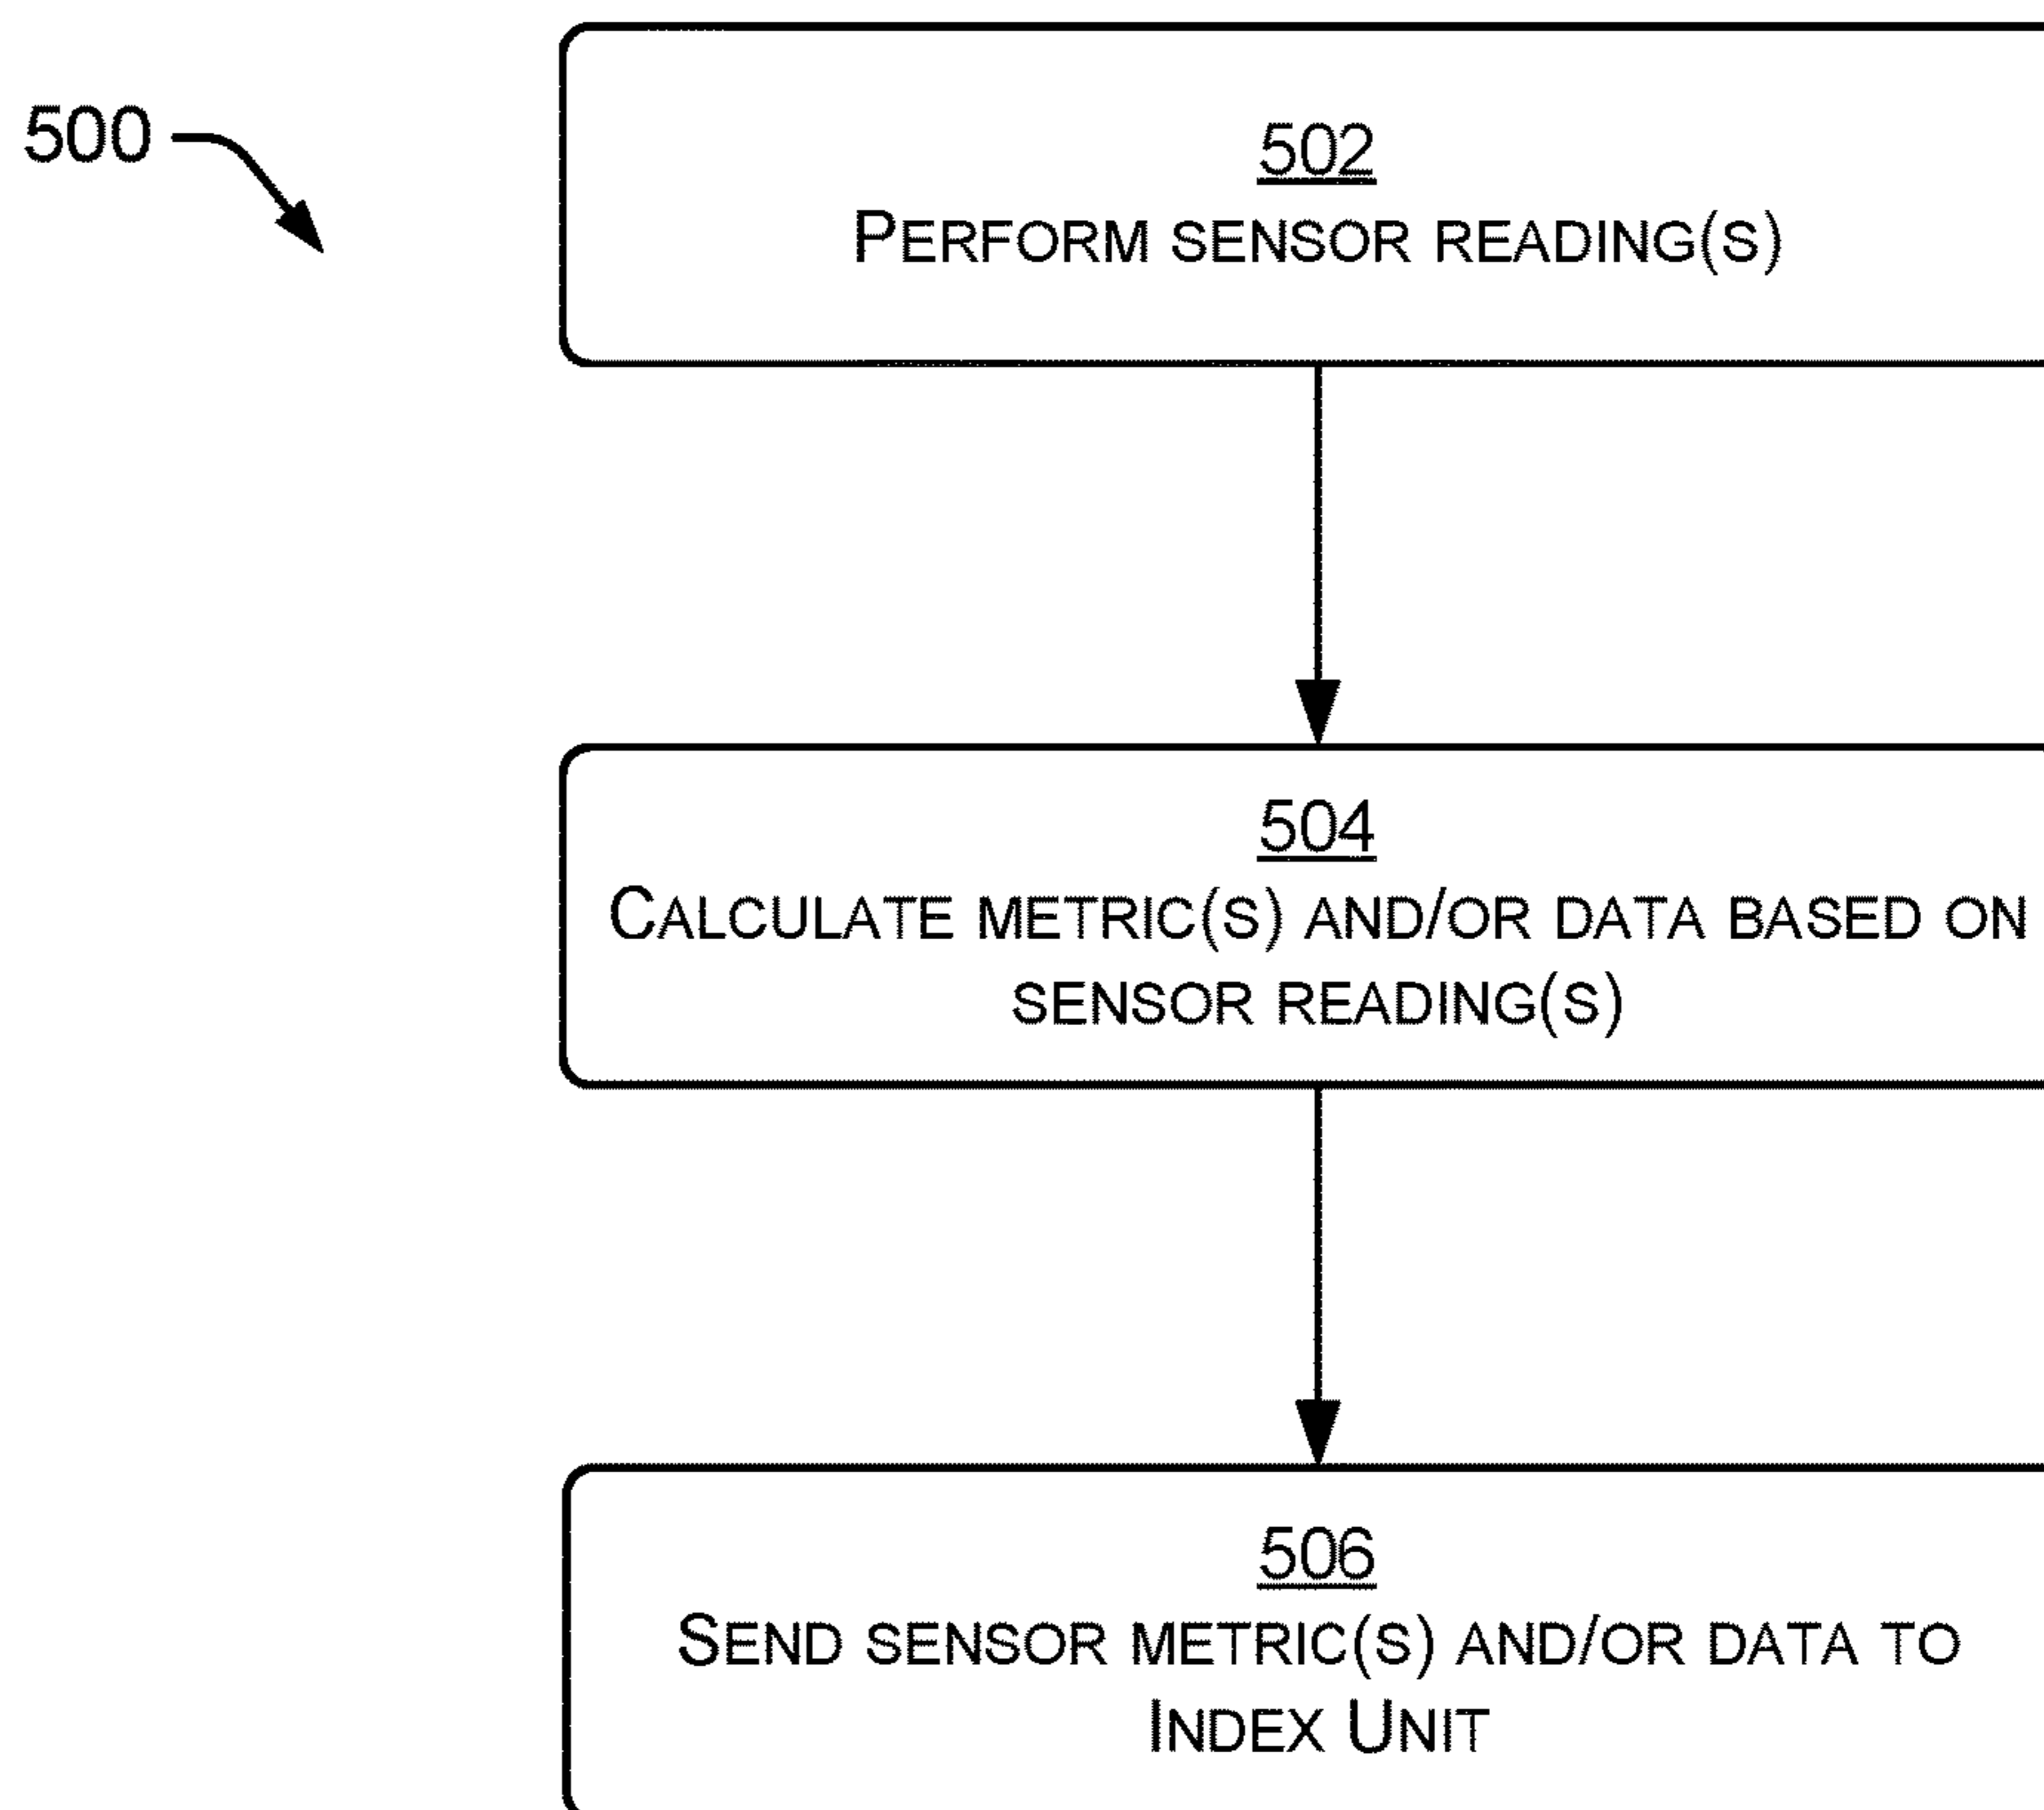 500
502
PERFORM SENSOR READING(S)
504
CALCULATE METRIC(S) AND/OR DATA BASED ON
SENSOR READING(S)
506
SEND SENSOR METRIC(S) AND/OR DATA TO
INDEX UNIT